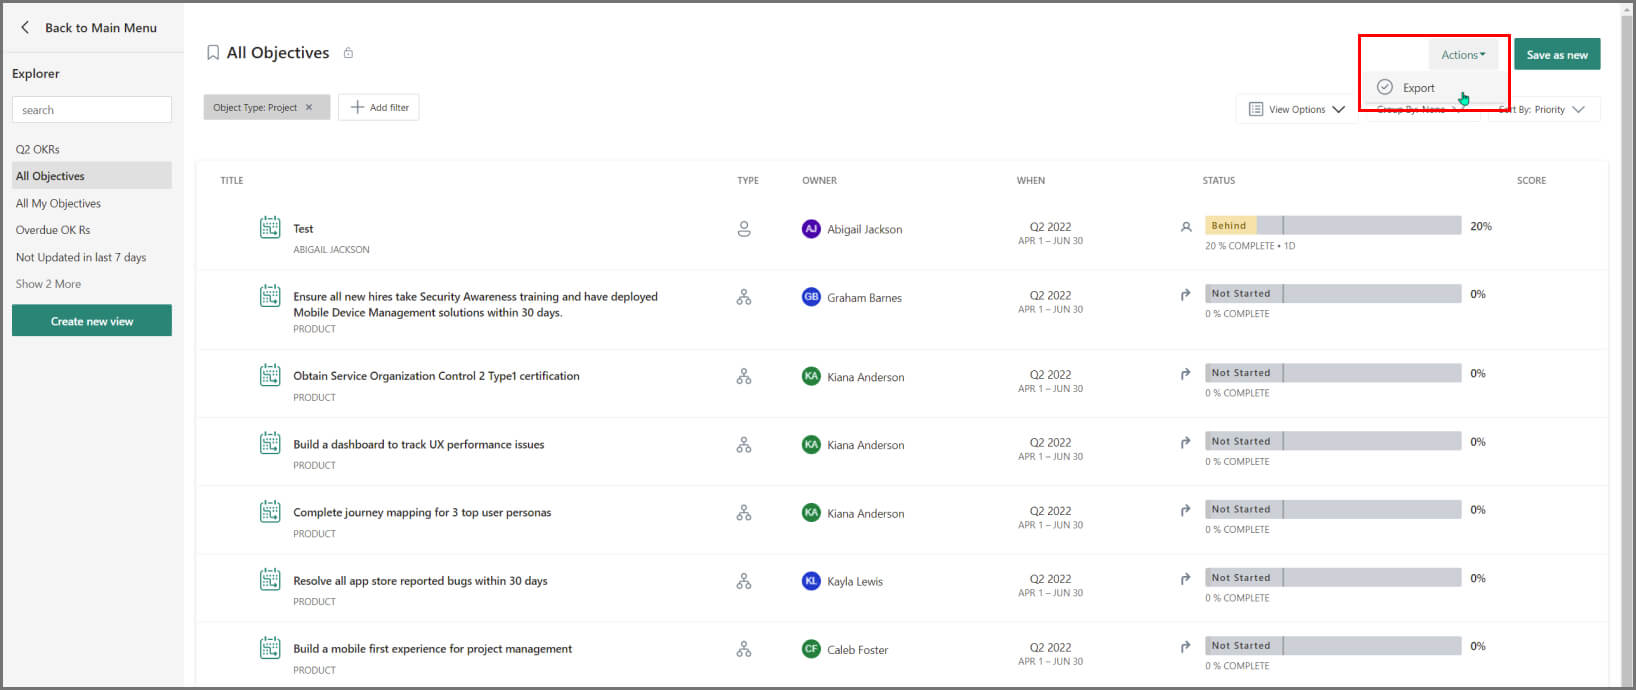 Back to Main Menu
Explorer
search
Q2 OKRs
All Objectives
All My Objectives
Overdue OK Rs
Not Updated in last 7 days
Show 2 More
Create new view
All Objectives
Actions
Save as new
Export
Object Type: Project ×
Add filter
View Options
Group By: None
Sort By: Priority
TITLE TYPE OWNER WHEN STATUS SCORE
Test AJ Abigail Jackson Q2 2022 Behind 20%
ABIGAIL JACKSON APR 1 – JUN 30 20 % COMPLETE • 1D
Ensure all new hires take Security Awareness training and have deployed GB Graham Barnes Q2 2022 Not Started 0%
Mobile Device Management solutions within 30 days. APR 1 – JUN 30 0 % COMPLETE
PRODUCT
Obtain Service Organization Control 2 Type1 certification KA Kiana Anderson Q2 2022 Not Started 0%
PRODUCT APR 1 – JUN 30 0 % COMPLETE
Build a dashboard to track UX performance issues KA Kiana Anderson Q2 2022 Not Started 0%
PRODUCT APR 1 – JUN 30 0 % COMPLETE
Complete journey mapping for 3 top user personas KA Kiana Anderson Q2 2022 Not Started 0%
PRODUCT APR 1 – JUN 30 0 % COMPLETE
Resolve all app store reported bugs within 30 days KL Kayla Lewis Q2 2022 Not Started 0%
PRODUCT APR 1 – JUN 30 0 % COMPLETE
Build a mobile first experience for project management CF Caleb Foster Q2 2022 Not Started 0%
PRODUCT APR 1 – JUN 30 0 % COMPLETE